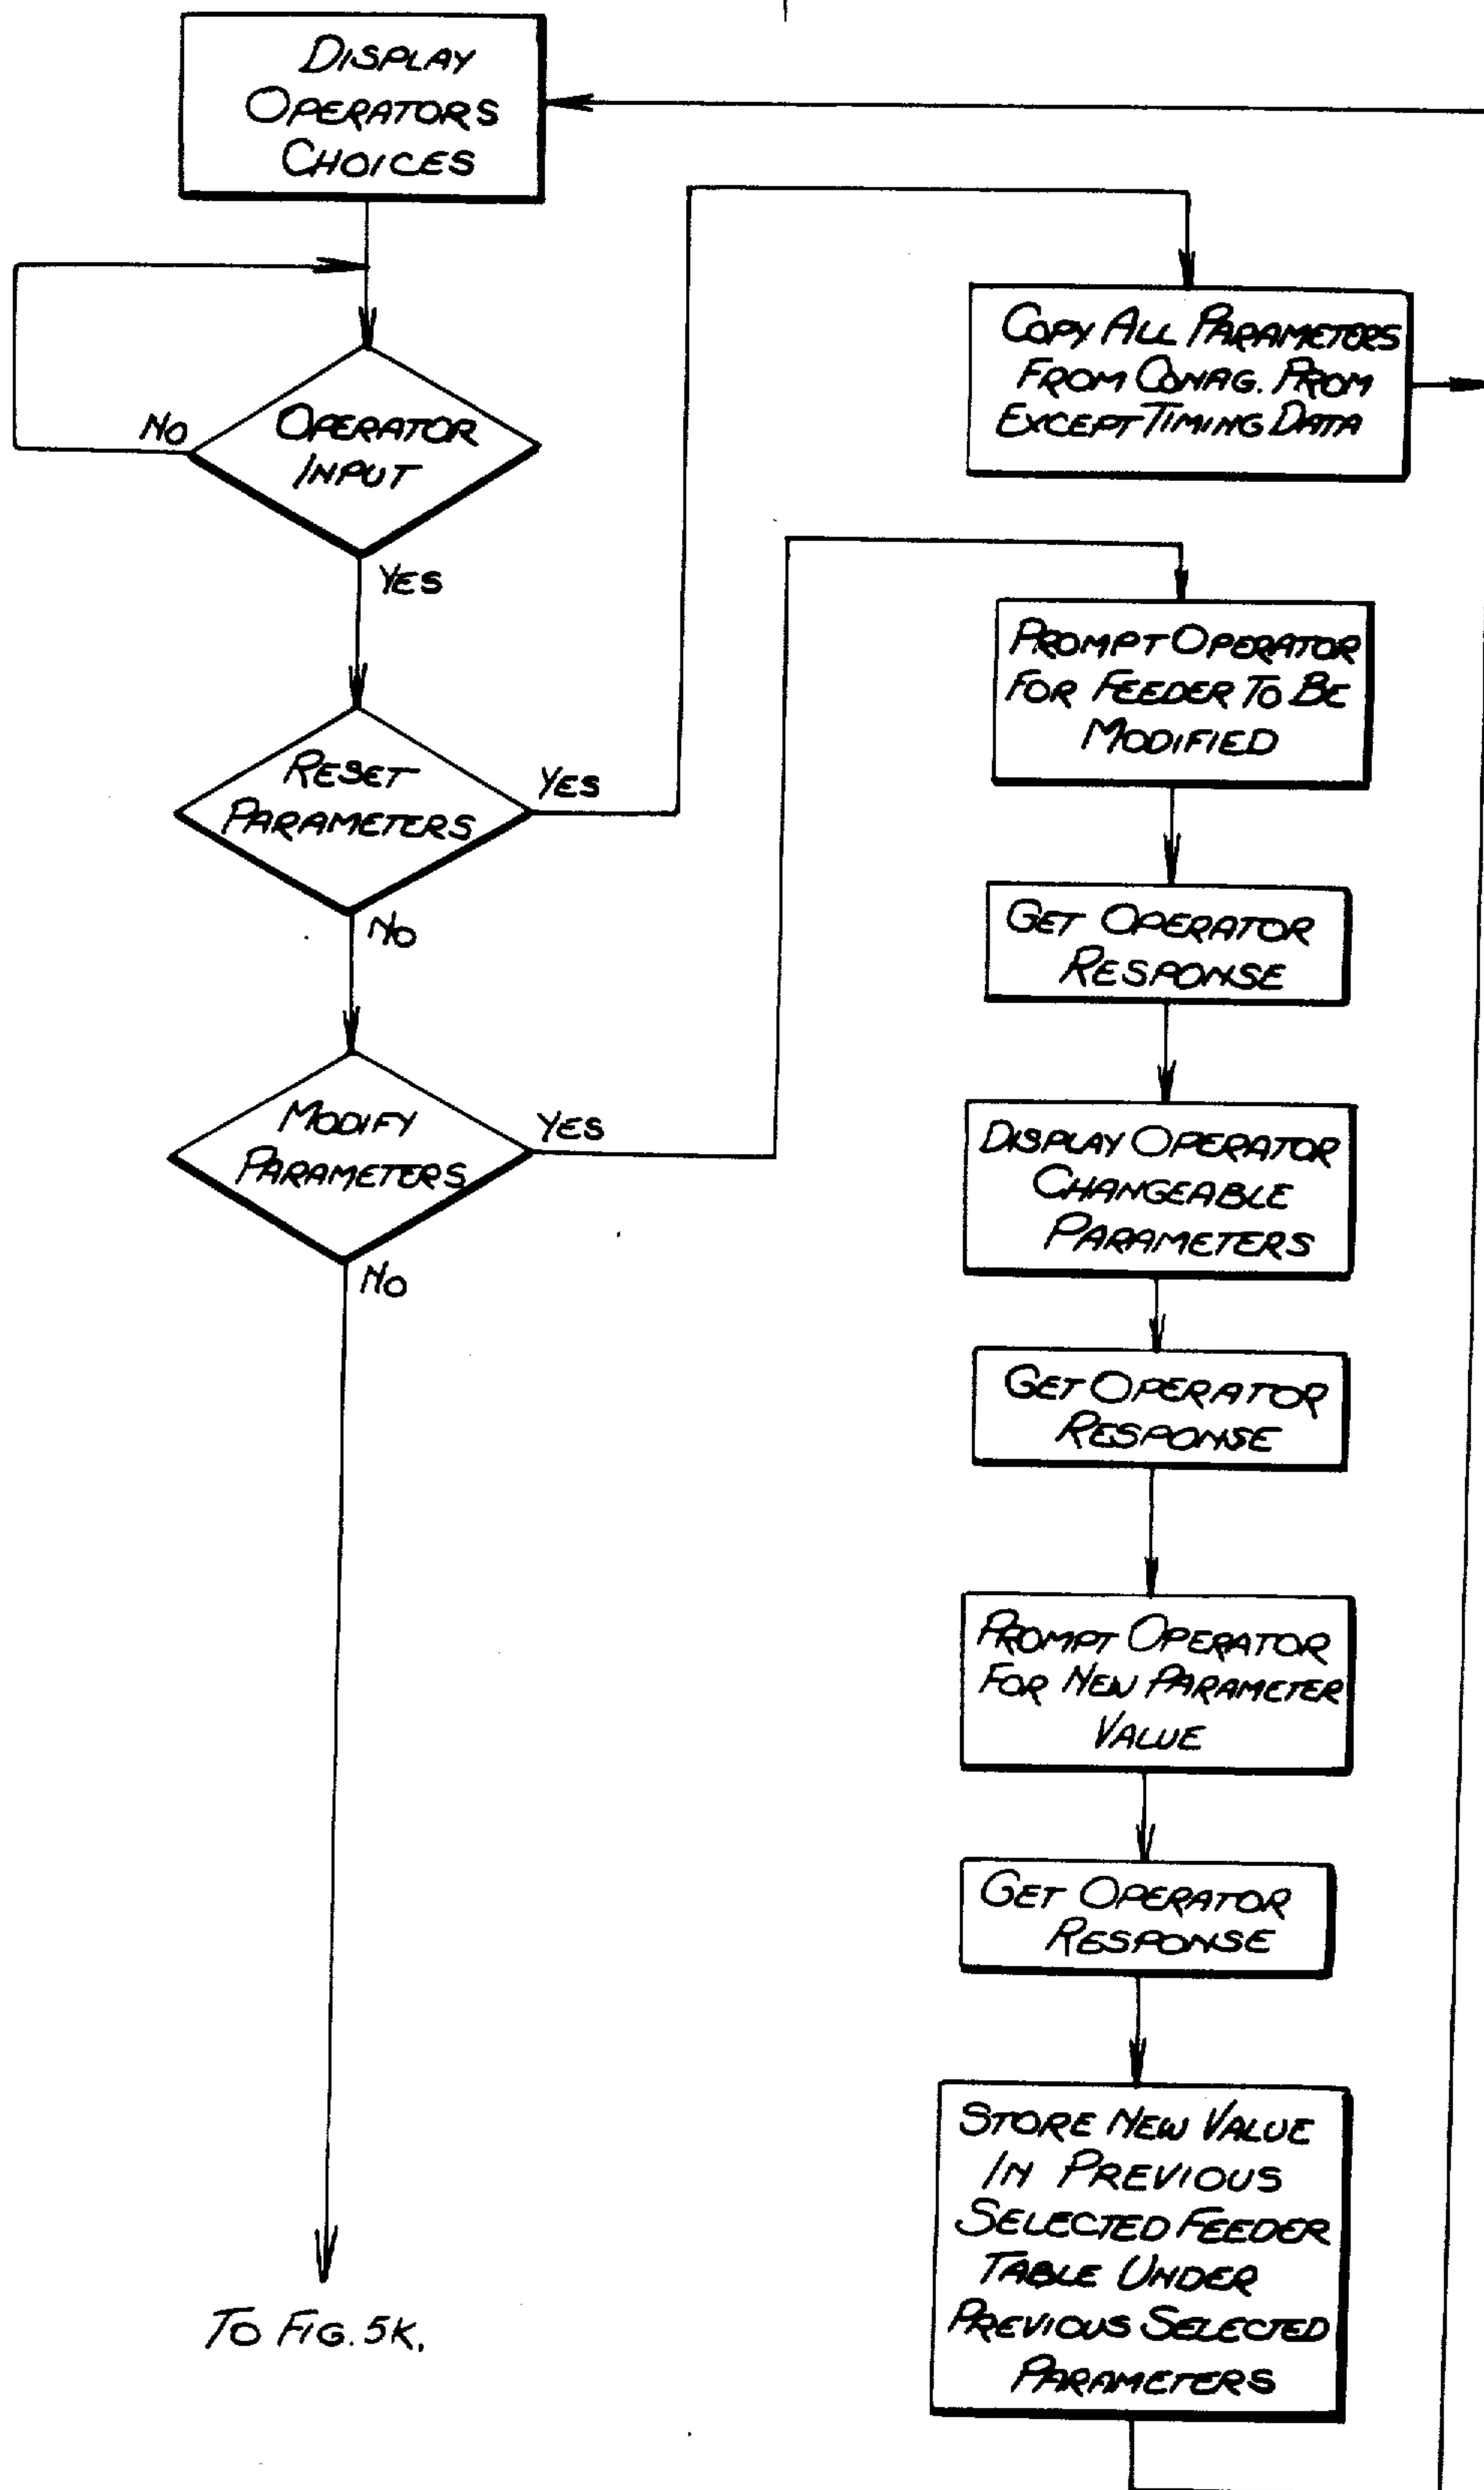 DISPLAY
OPERATORS
CHOICES
NO
OPERATOR
INPUT
YES
RESET
PARAMETERS
YES
NO
MODIFY
PARAMETERS
YES
NO
TO FIG. 5K.
COPY ALL PARAMETERS
FROM CONAG. PROM
EXCEPT TIMING DATA
PROMPT OPERATOR
FOR FEEDER TO BE
MODIFIED
GET OPERATOR
RESPONSE
DISPLAY OPERATOR
CHANGEABLE
PARAMETERS
GET OPERATOR
RESPONSE
PROMPT OPERATOR
FOR NEW PARAMETER
VALUE
GET OPERATOR
RESPONSE
STORE NEW VALUE
IN PREVIOUS
SELECTED FEEDER
TABLE UNDER
PREVIOUS SELECTED
PARAMETERS